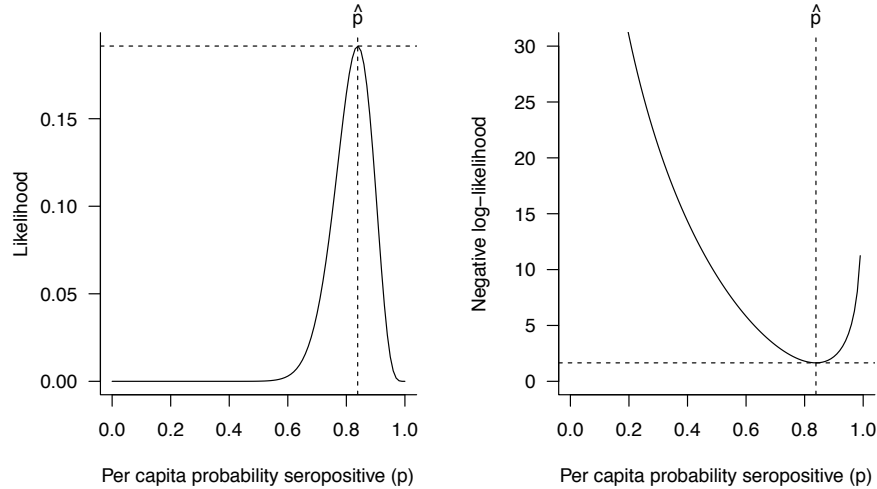 p̂
0.15
0.10
0.05
0.00
Likelihood
0.0 0.2 0.4 0.6 0.8 1.0
Per capita probability seropositive (p)
p̂
30
25
20
15
10
5
0
Negative log−likelihood
0.0 0.2 0.4 0.6 0.8 1.0
Per capita probability seropositive (p)